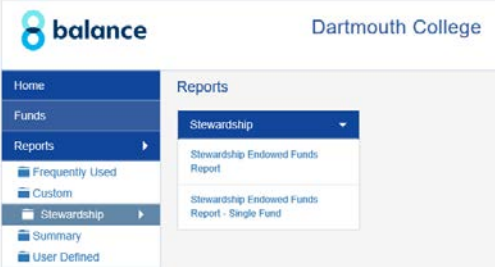 balance
Dartmouth College
Home
Funds
Reports
Frequently Used
Custom
Stewardship
Summary
User Defined
Reports
Stewardship
Stewardship Endowed Funds
Report
Stewardship Endowed Funds
Report - Single Fund